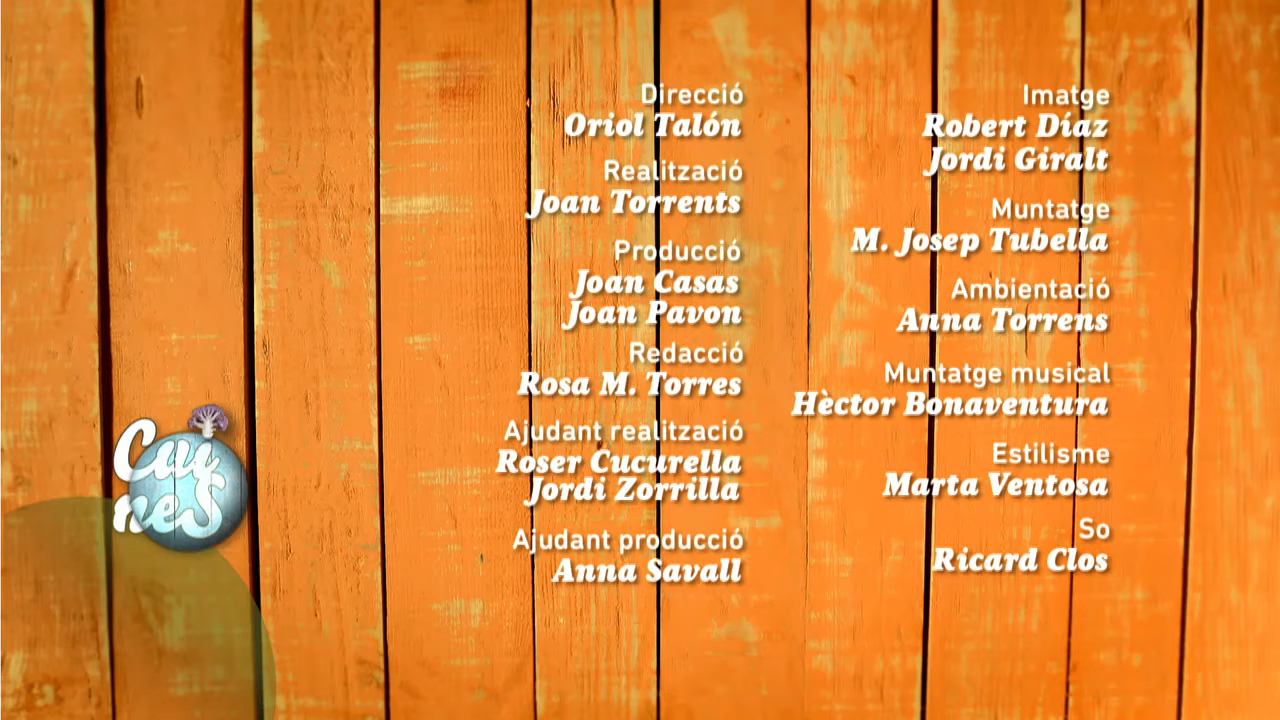 Direcció
Oriol Talón
Realització
Joan Torrents
Producció
Joan Casas
Joan Pavon
Redacció
Rosa M. Torres
Ajudant realització
Roser Cucurella
Jordi Zorrilla
Ajudant producció
Anna Savall
Imatge
Robert Díaz
Jordi Giralt
Muntatge
M. Josep Tubella
Ambientació
Anna Torrens
Muntatge musical
Hèctor Bonaventura
Estilisme
Marta Ventosa
So
Ricard Clos
Cui
nes